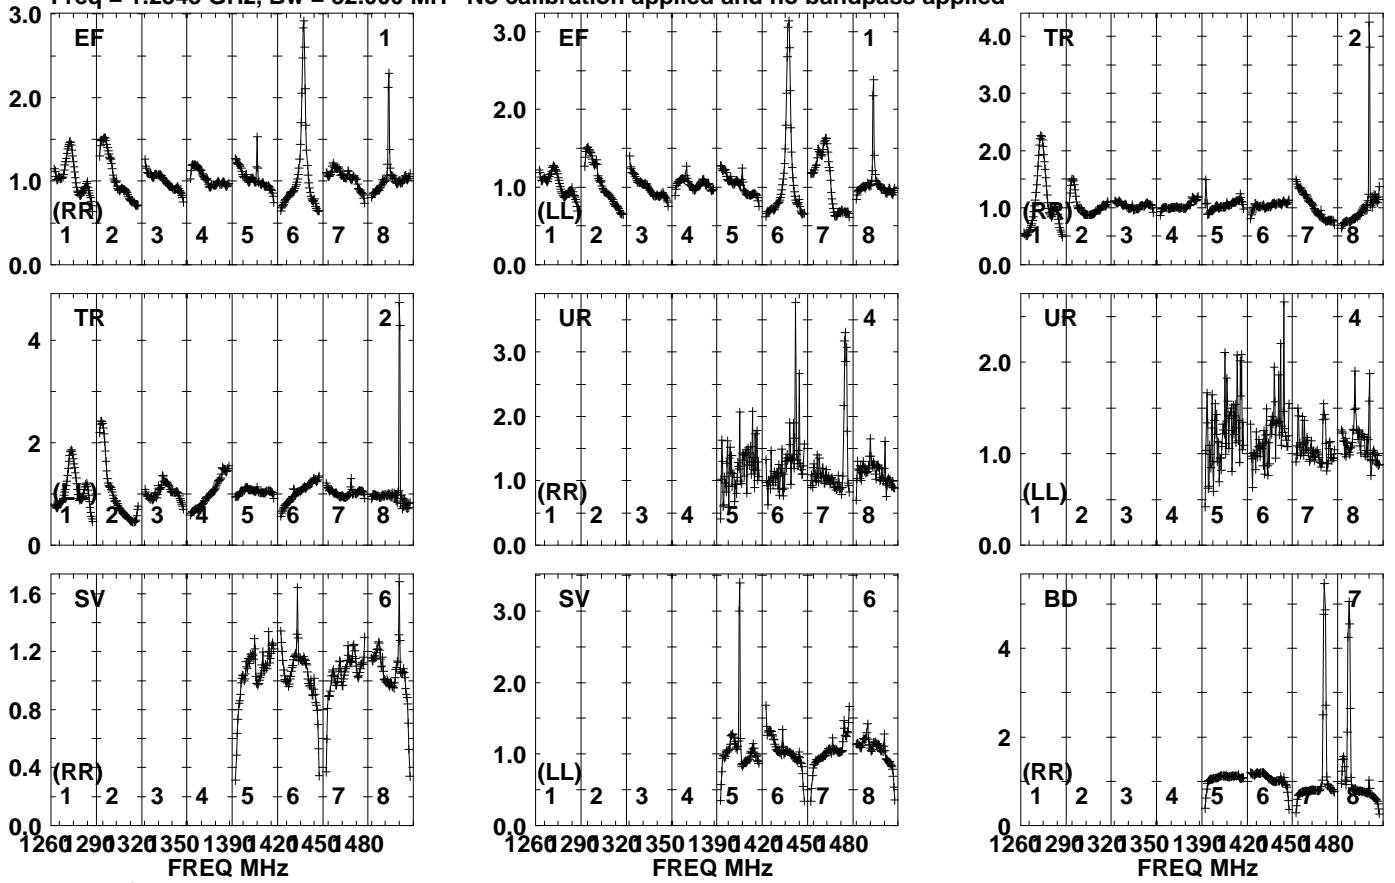 Freq = 1.2646 GHz, Bw = 32.000 MH No calibration applied and no bandpass applied
3.0 EF 1 3.0 EF 1 4.0 TR 2
2.0 2.0 3.0
1.0 1.0 2.0
(RR) (LL) 1.0 (RR)
1 2 3 4 5 6 7 8 1 2 3 4 5 6 7 8 1 2 3 4 5 6 7 8
0.0 0.0 0.0
4 TR 2 3.0 UR 4 2.0 UR 4
2 2.0 1.0
(LL) 1.0 (RR) (LL)
1 2 3 4 5 6 7 8 1 2 3 4 5 6 7 8 1 2 3 4 5 6 7 8
0 0.0 0.0
1.6 SV 6 3.0 SV 6 4 BD 7
1.2 2.0 2
0.8 1.0
0.4 (RR) (LL) (RR)
1 2 3 4 5 6 7 8 1 2 3 4 5 6 7 8 1 2 3 4 5 6 7 8
0.0 0.0 0
1260 1290 1320 1350 1390 1420 1450 1480 1260 1290 1320 1350 1390 1420 1450 1480 1260 1290 1320 1350 1390 1420 1450 1480
FREQ MHz FREQ MHz FREQ MHz